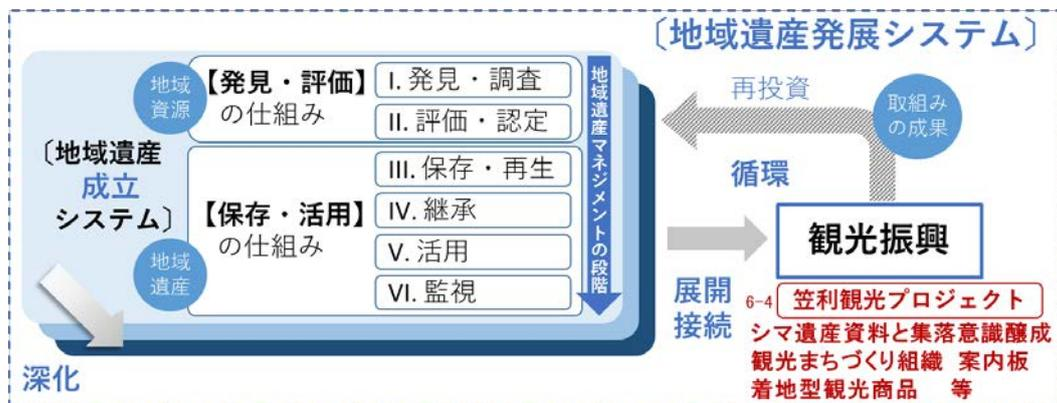 〔地域遺産発展システム〕
地域
資源
【発見・評価】
の仕組み
I. 発見・調査
II. 評価・認定
〔地域遺産
成立
システム〕
地域
遺産
【保存・活用】
の仕組み
III. 保存・再生
IV. 継承
V. 活用
VI. 監視
地域遺産マネジメントの段階
深化
再投資
取組み
の成果
循環
展開
接続
観光振興
6-4 笠利観光プロジェクト
シマ遺産資料と集落意識醸成
観光まちづくり組織 案内板
着地型観光商品 等